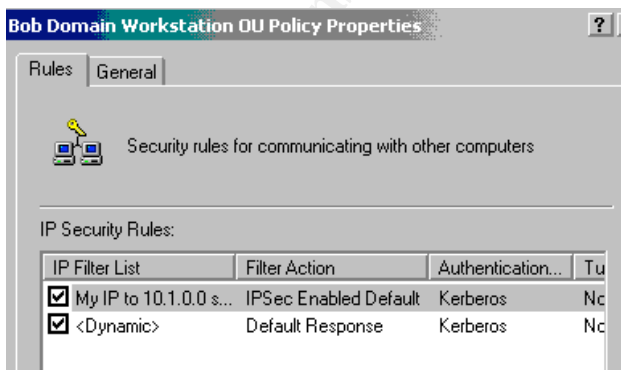 Bob Domain Workstation OU Policy Properties ?
Rules General
Security rules for communicating with other computers
IP Security Rules:
IP Filter List Filter Action Authentication... Tu
My IP to 10.1.0.0 s... IPSec Enabled Default Kerberos Nc
<Dynamic> Default Response Kerberos Nc